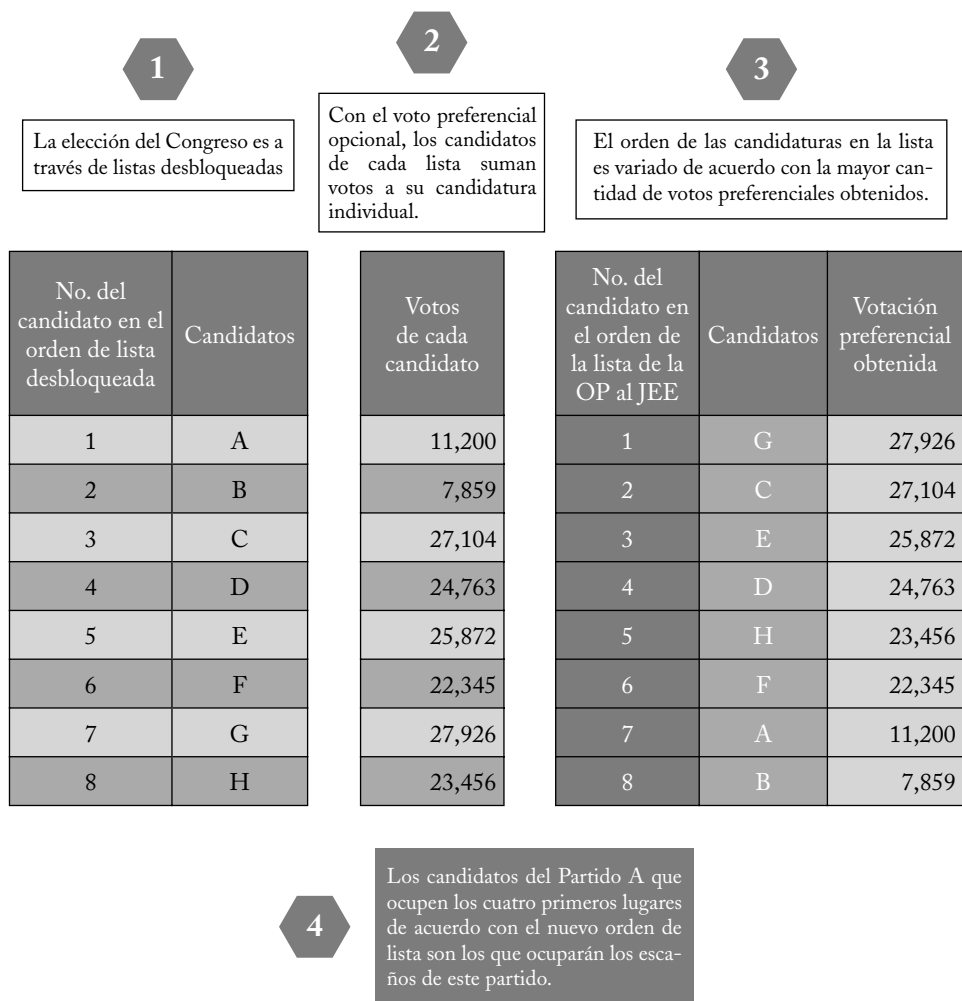 1
La elección del Congreso es a
través de listas desbloqueadas
2
Con el voto preferencial
opcional, los candidatos
de cada lista suman
votos a su candidatura
individual.
3
El orden de las candidaturas en la lista
es variado de acuerdo con la mayor can-
tidad de votos preferenciales obtenidos.
No. del
candidato en el
orden de lista
desbloqueada
Candidatos
1 A
2 B
3 C
4 D
5 E
6 F
7 G
8 H
Votos
de cada
candidato
11,200
7,859
27,104
24,763
25,872
22,345
27,926
23,456
No. del
candidato en
el orden de
la lista de la
OP al JEE
Candidatos
Votación
preferencial
obtenida
1 G 27,926
2 C 27,104
3 E 25,872
4 D 24,763
5 H 23,456
6 F 22,345
7 A 11,200
8 B 7,859
4
Los candidatos del Partido A que
ocupen los cuatro primeros lugares
de acuerdo con el nuevo orden de
lista son los que ocuparán los esca-
ños de este partido.